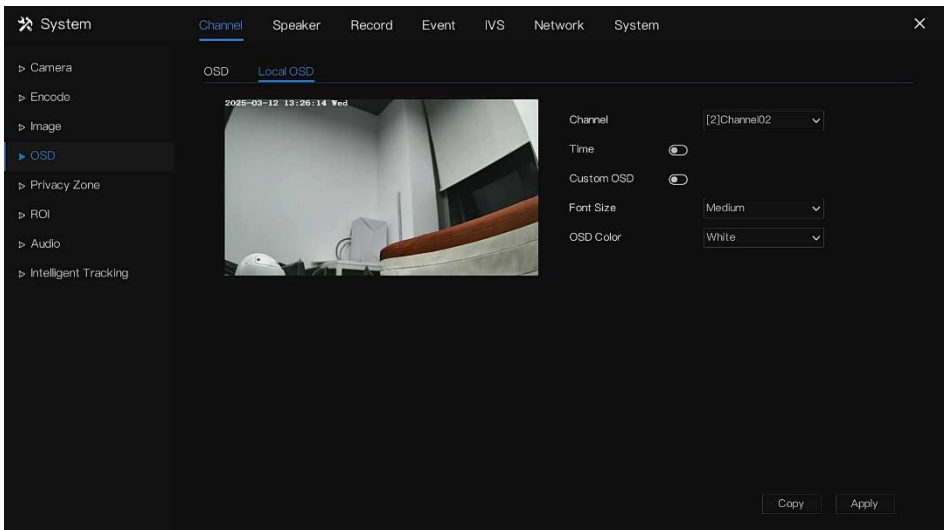 System
Channel Speaker Record Event IVS Network System
Camera
Encode
Image
OSD
Privacy Zone
ROI
Audio
Intelligent Tracking
OSD Local OSD
2025-03-12 13:26:14 Wed
Channel [2]Channel02
Time
Custom OSD
Font Size Medium
OSD Color White
Copy Apply